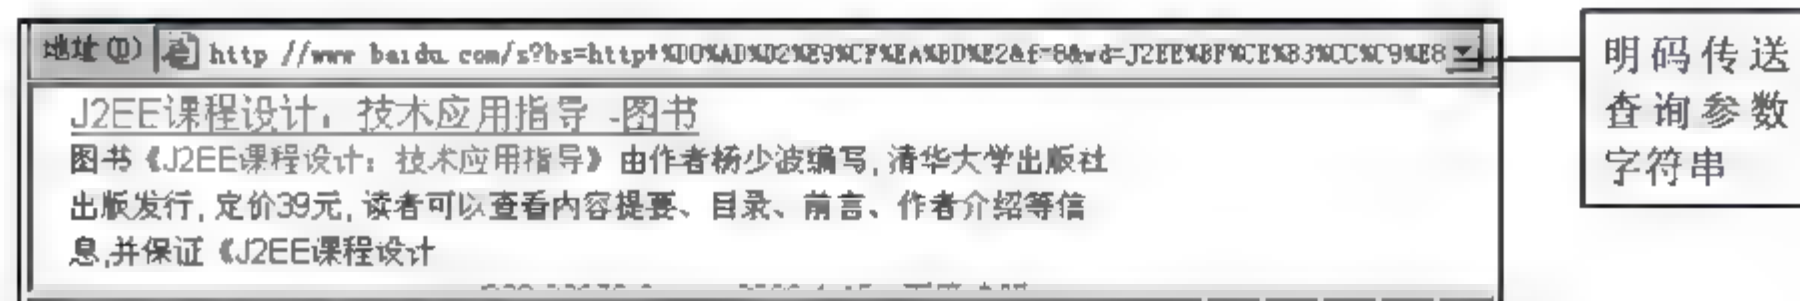 地址(D) http //www baidu com/s?bs=http+%D0%AD%D2%E9%CF%EA%BD%E2&f=8&wd=J2EE%BF%CE%B3%CC%C9%E8
明码传送
查询参数
字符串
J2EE课程设计：技术应用指导 -图书
图书《J2EE课程设计：技术应用指导》由作者杨少波编写，清华大学出版社
出版发行，定价39元，读者可以查看内容提要、目录、前言、作者介绍等信
息，并保证《J2EE课程设计